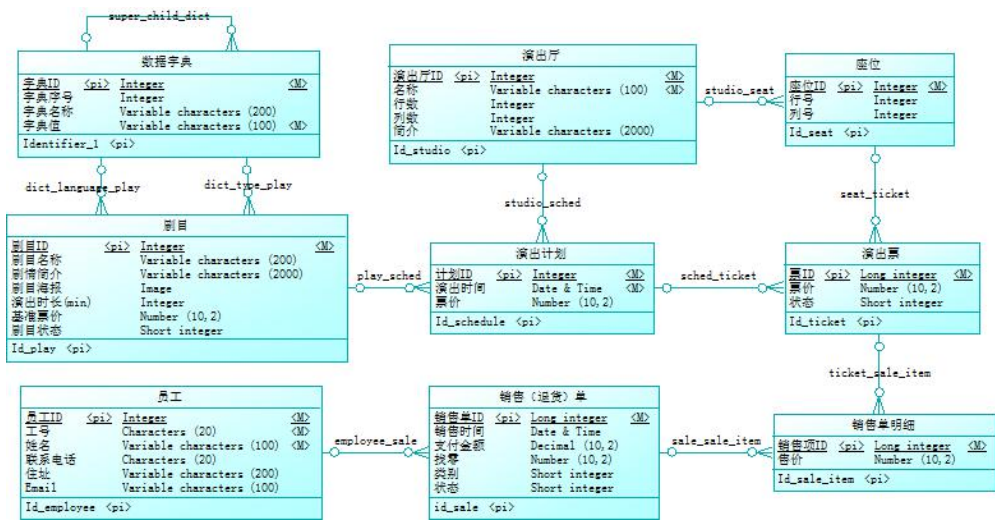 super_child_dict
数据字典
字典ID <pi> Integer <M>
字典序号 Integer
字典名称 Variable characters (200)
字典值 Variable characters (100) <M>
Identifier_1 <pi>
演出厅
演出厅ID <pi> Integer <M>
名称 Variable characters (100) <M>
行数 Integer
列数 Integer
简介 Variable characters (2000)
Id_studio <pi>
studio_seat
座位
座位ID <pi> Integer <M>
行号 Integer
列号 Integer
Id_seat <pi>
dict_language_play
dict_type_play
studio_sched
seat_ticket
剧目
剧目ID <pi> Integer <M>
剧目名称 Variable characters (200)
剧情简介 Variable characters (2000)
剧目海报 Image
演出时长(min) Integer
基准票价 Number (10,2)
剧目状态 Short integer
Id_play <pi>
play_sched
演出计划
计划ID <pi> Integer <M>
演出时间 Date & Time <M>
票价 Number (10,2)
Id_schedule <pi>
sched_ticket
演出票
票ID <pi> Long integer <M>
票价 Number (10,2)
状态 Short integer
Id_ticket <pi>
ticket_sale_item
员工
员工ID <pi> Integer <M>
工号 Characters (20) <M>
姓名 Variable characters (100) <M>
联系电话 Characters (20)
住址 Variable characters (200)
Email Variable characters (100)
Id_employee <pi>
employee_sale
销售（退货）单
销售单ID <pi> Long integer <M>
销售时间 Date & Time
支付金额 Decimal (10,2)
找零 Number (10,2)
类别 Short integer
状态 Short integer
id_sale <pi>
sale_sale_item
销售单明细
销售项ID <pi> Long integer <M>
售价 Number (10,2)
Id_sale_item <pi>